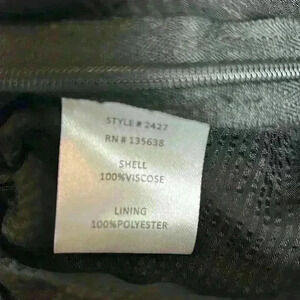 STYLE # 2427
RN # 135638
SHELL
100%VISCOSE
LINING
100%POLYESTER